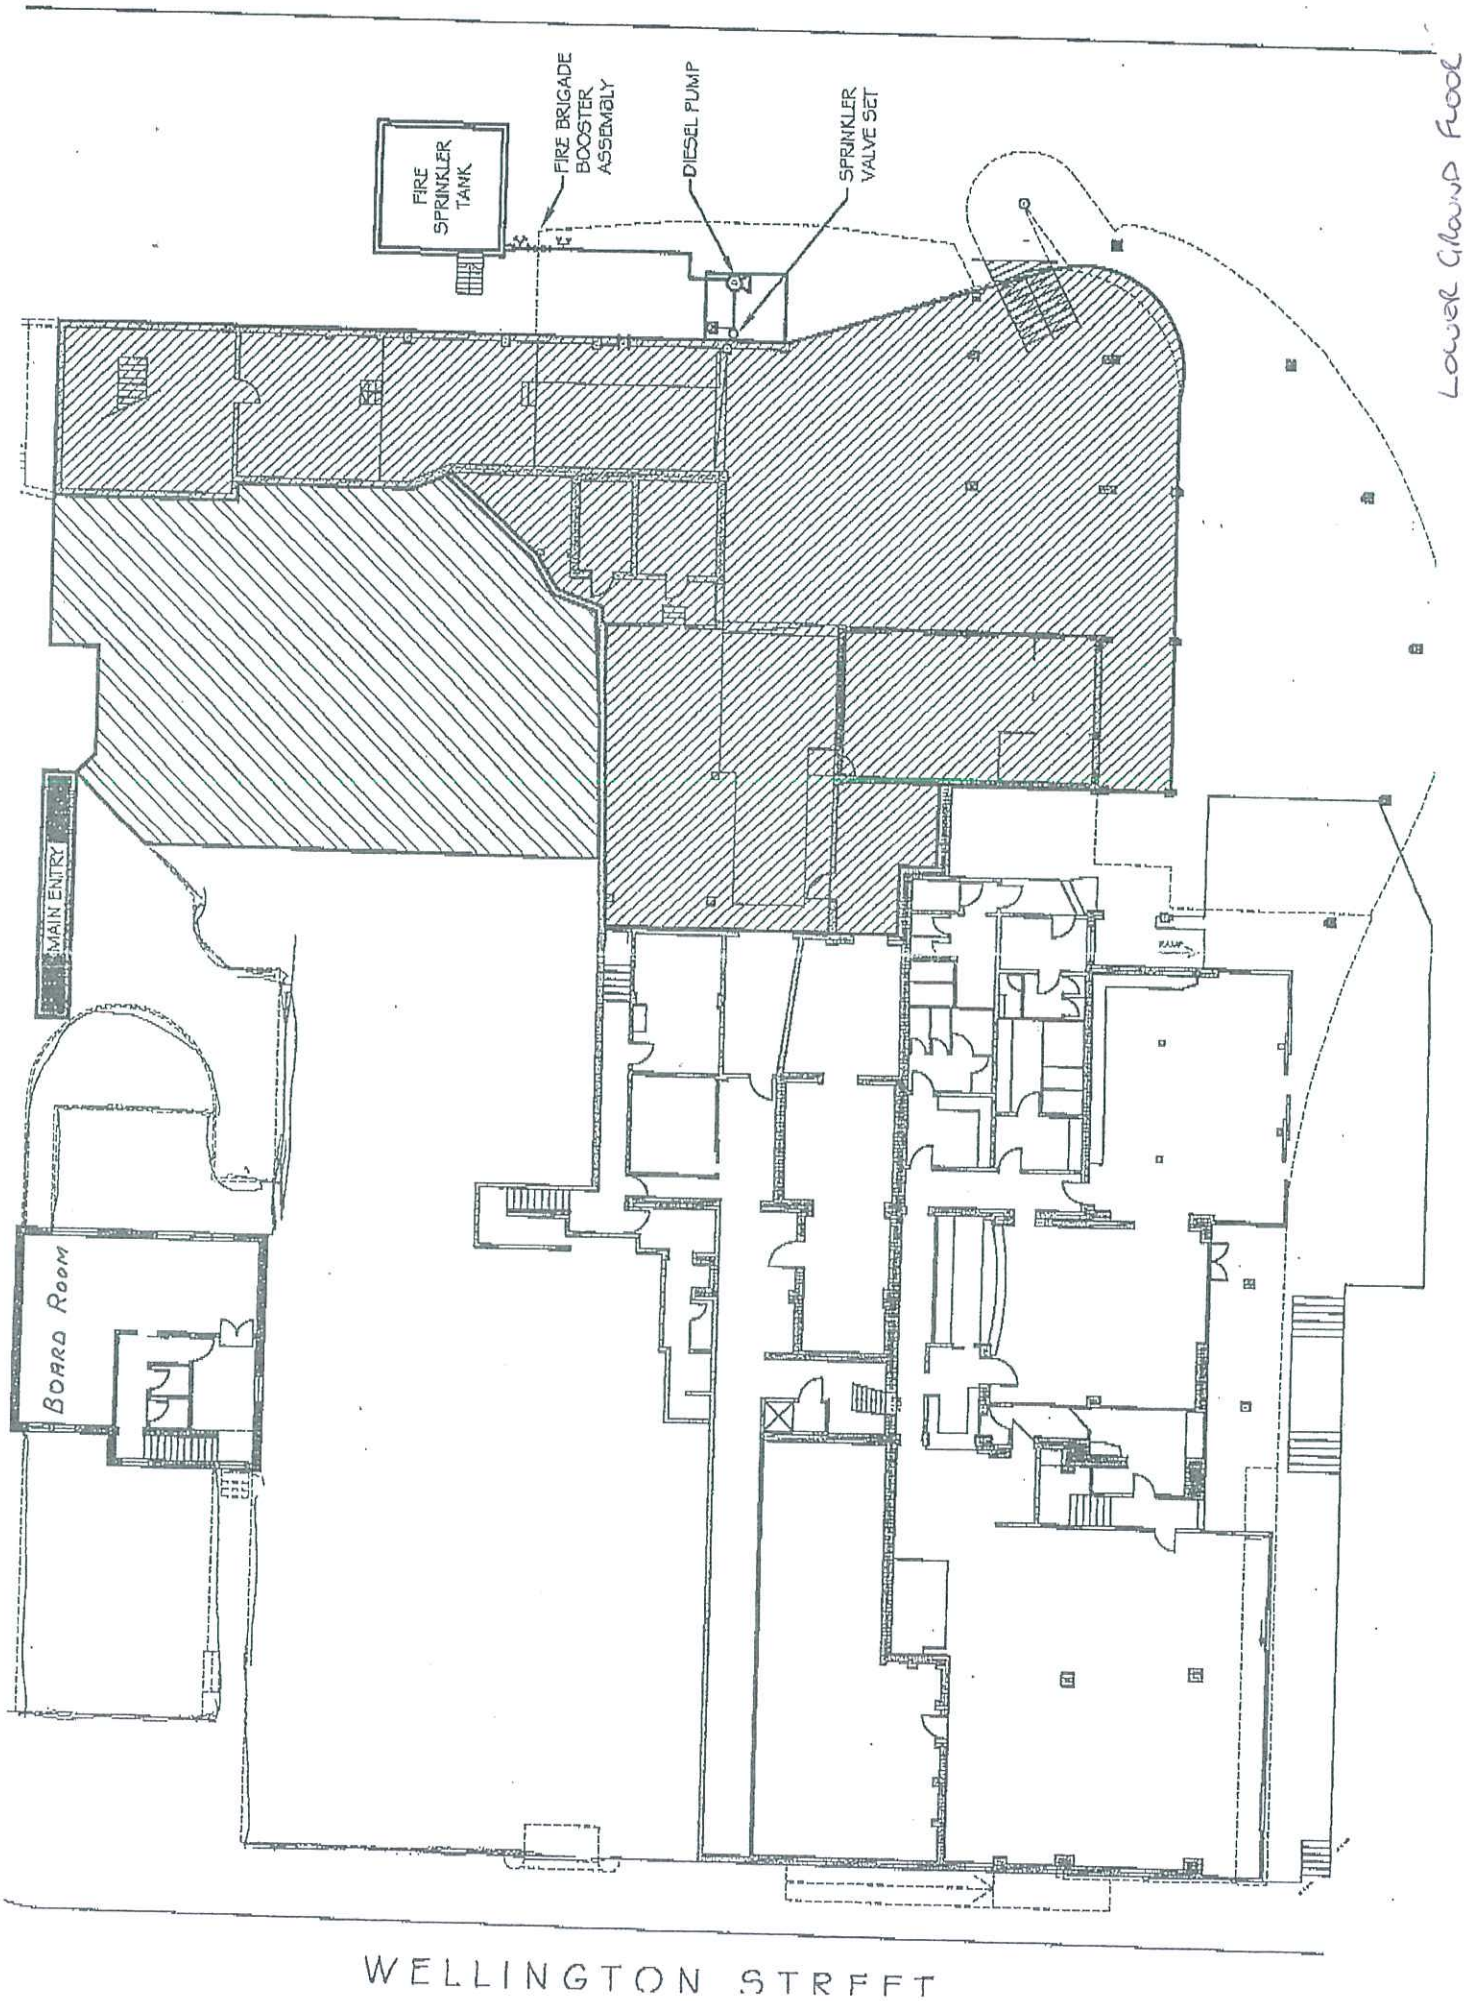 LOWER GROUND FLOOR
FIRE BRIGADE
BOOSTER
ASSEMBLY
DIESEL PUMP
SPRINKLER
VALVE SET
FIRE
SPRINKLER
TANK
MAIN ENTRY
RAMP
BOARD ROOM
WELLINGTON STREET